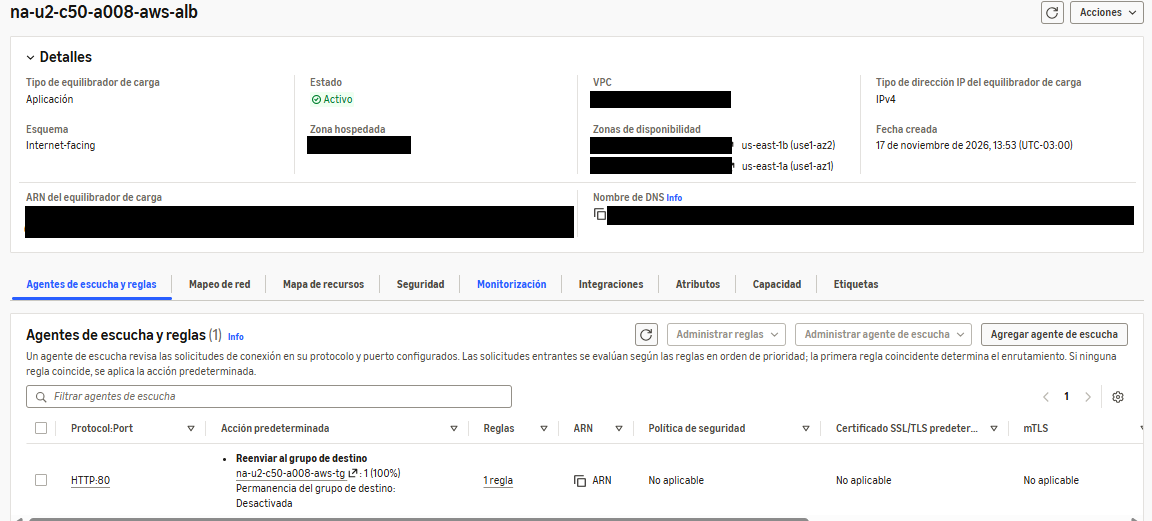 na-u2-c50-a008-aws-alb
Acciones
Detalles
Tipo de equilibrador de carga
Aplicación
Estado
Activo
VPC
Tipo de dirección IP del equilibrador de carga
IPv4
Esquema
Internet-facing
Zona hospedada
Zonas de disponibilidad
us-east-1b (use1-az2)
us-east-1a (use1-az1)
Fecha creada
17 de noviembre de 2026, 13:53 (UTC-03:00)
ARN del equilibrador de carga
Nombre de DNS Info
Agentes de escucha y reglas
Mapeo de red
Mapa de recursos
Seguridad
Monitorización
Integraciones
Atributos
Capacidad
Etiquetas
Agentes de escucha y reglas (1) Info
Administrar reglas
Administrar agente de escucha
Agregar agente de escucha
Un agente de escucha revisa las solicitudes de conexión en su protocolo y puerto configurados. Las solicitudes entrantes se evalúan según las reglas en orden de prioridad; la primera regla coincidente determina el enrutamiento. Si ninguna
regla coincide, se aplica la acción predeterminada.
Filtrar agentes de escucha
1
Protocol:Port
Acción predeterminada
Reglas
ARN
Política de seguridad
Certificado SSL/TLS predeter...
mTLS
HTTP:80
Reenviar al grupo de destino
na-u2-c50-a008-aws-tg : 1 (100%)
Permanencia del grupo de destino:
Desactivada
1 regla
ARN
No aplicable
No aplicable
No aplicable